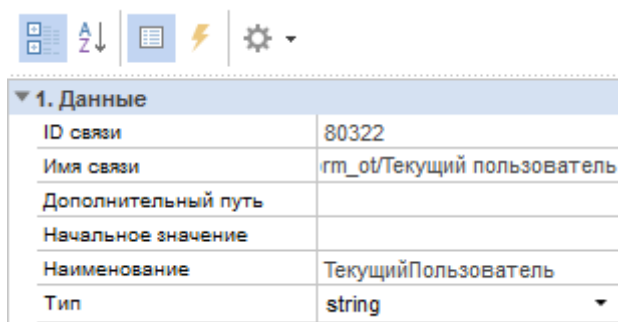 1. Данные
ID связи 80322
Имя связи rm_ot/Текущий пользователь
Дополнительный путь
Начальное значение
Наименование ТекущийПользователь
Тип string